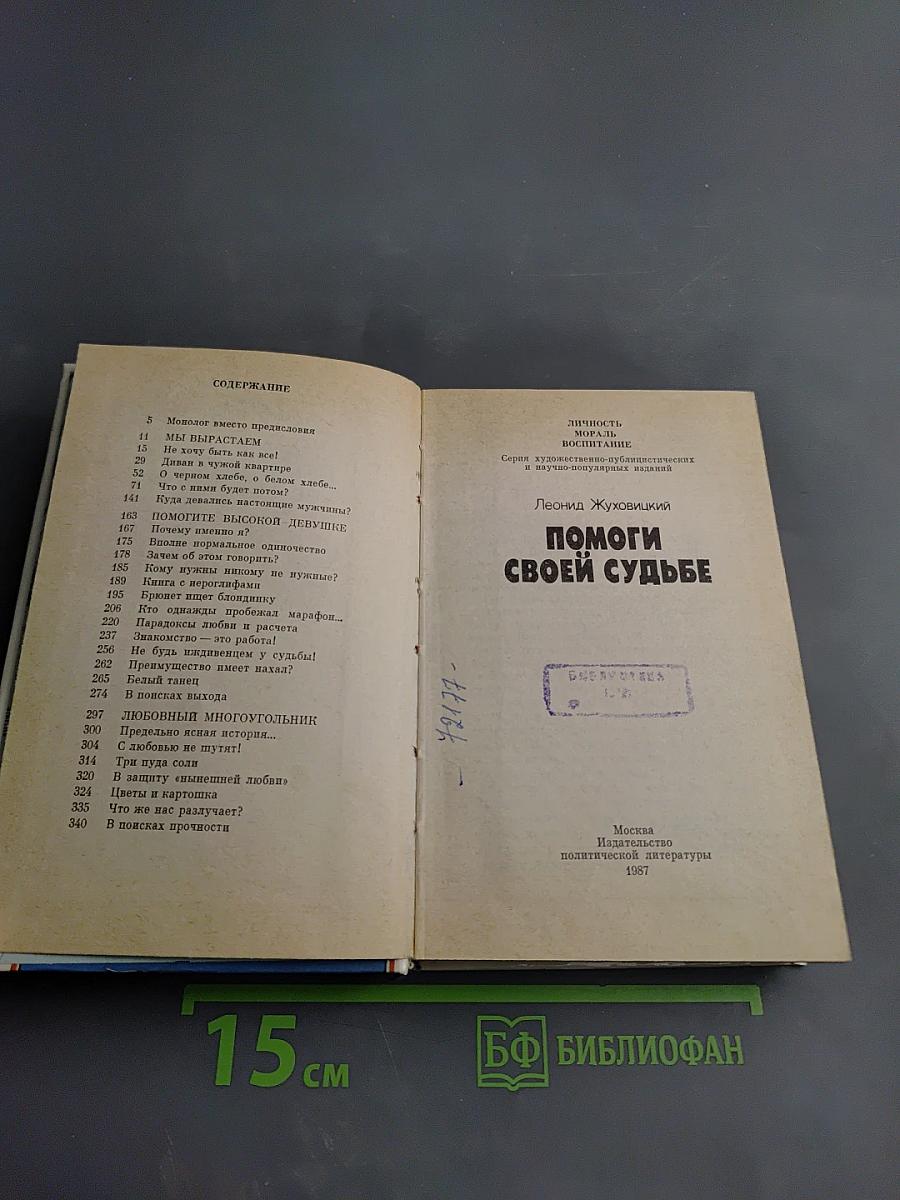 СОДЕРЖАНИЕ
5 Монолог вместо предисловия
11 МЫ ВЫРАСТАЕМ
15 Не хочу быть как все!
29 Диван в чужой квартире
52 О черном хлебе, о белом хлебе...
71 Что с ними будет потом?
141 Куда девались настоящие мужчины?
163 ПОМОГИТЕ ВЫСОКОЙ ДЕВУШКЕ
167 Почему именно я?
175 Вполне нормальное одиночество
178 Зачем об этом говорить?
185 Кому нужны никому не нужные?
189 Книга с иероглифами
195 Брюнет ищет блондинку
206 Кто однажды пробежал марафон...
220 Парадоксы любви и расчета
237 Знакомство — это работа!
256 Не будь иждивенцем у судьбы!
262 Преимущество имеет нахал?
265 Белый танец
274 В поисках выхода
297 ЛЮБОВНЫЙ МНОГОУГОЛЬНИК
300 Предельно ясная история...
304 С любовью не шутят!
314 Три пуда соли
320 В защиту «нынешней любви»
324 Цветы и картошка
335 Что же нас разлучает?
340 В поисках прочности
ЛИЧНОСТЬ
МОРАЛЬ
ВОСПИТАНИЕ
Серия художественно-публицистических
и научно-популярных изданий
Леонид Жуховицкий
ПОМОГИ
СВОЕЙ СУДЬБЕ
БИБЛИОТЕКА
- 72177 -
Москва
Издательство
политической литературы
1987
15 см
БФ БИБЛИОФАН